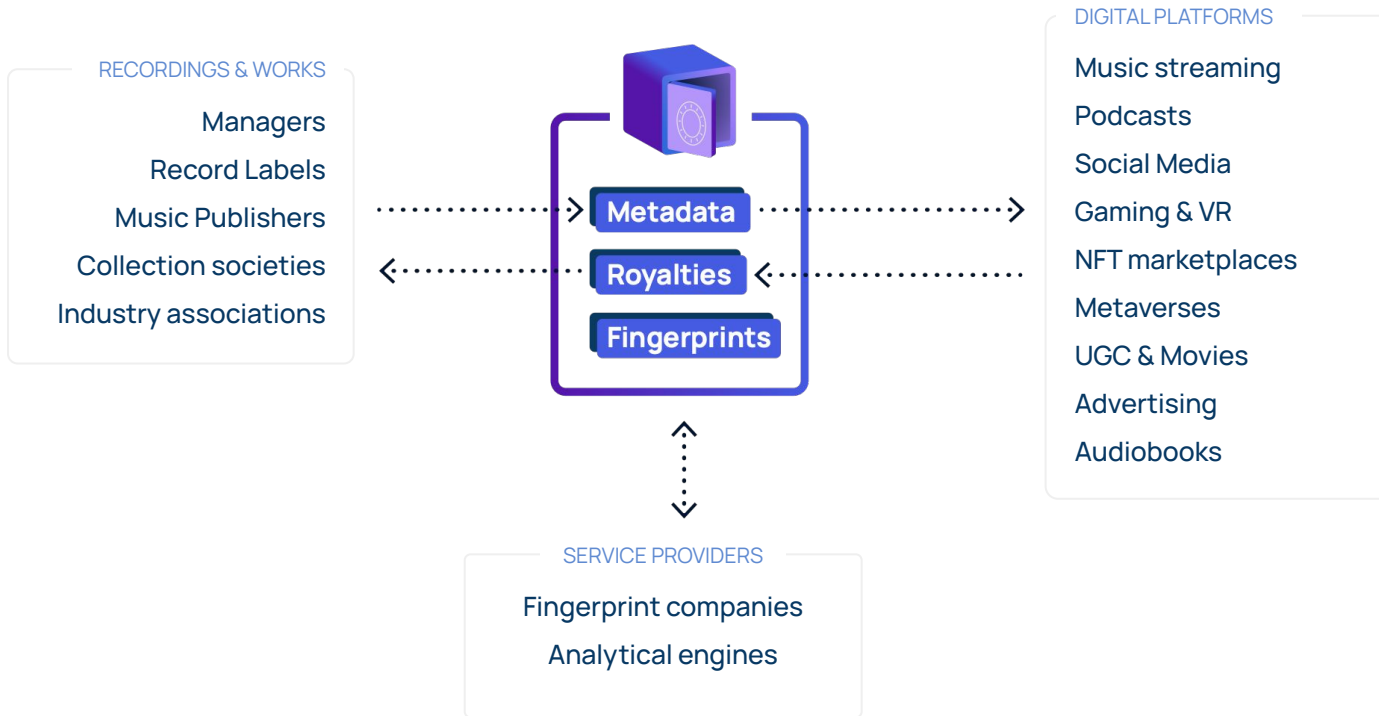 RECORDINGS & WORKS
Managers
Record Labels
Music Publishers
Collection societies
Industry associations
Metadata
Royalties
Fingerprints
DIGITAL PLATFORMS
Music streaming
Podcasts
Social Media
Gaming & VR
NFT marketplaces
Metaverses
UGC & Movies
Advertising
Audiobooks
SERVICE PROVIDERS
Fingerprint companies
Analytical engines